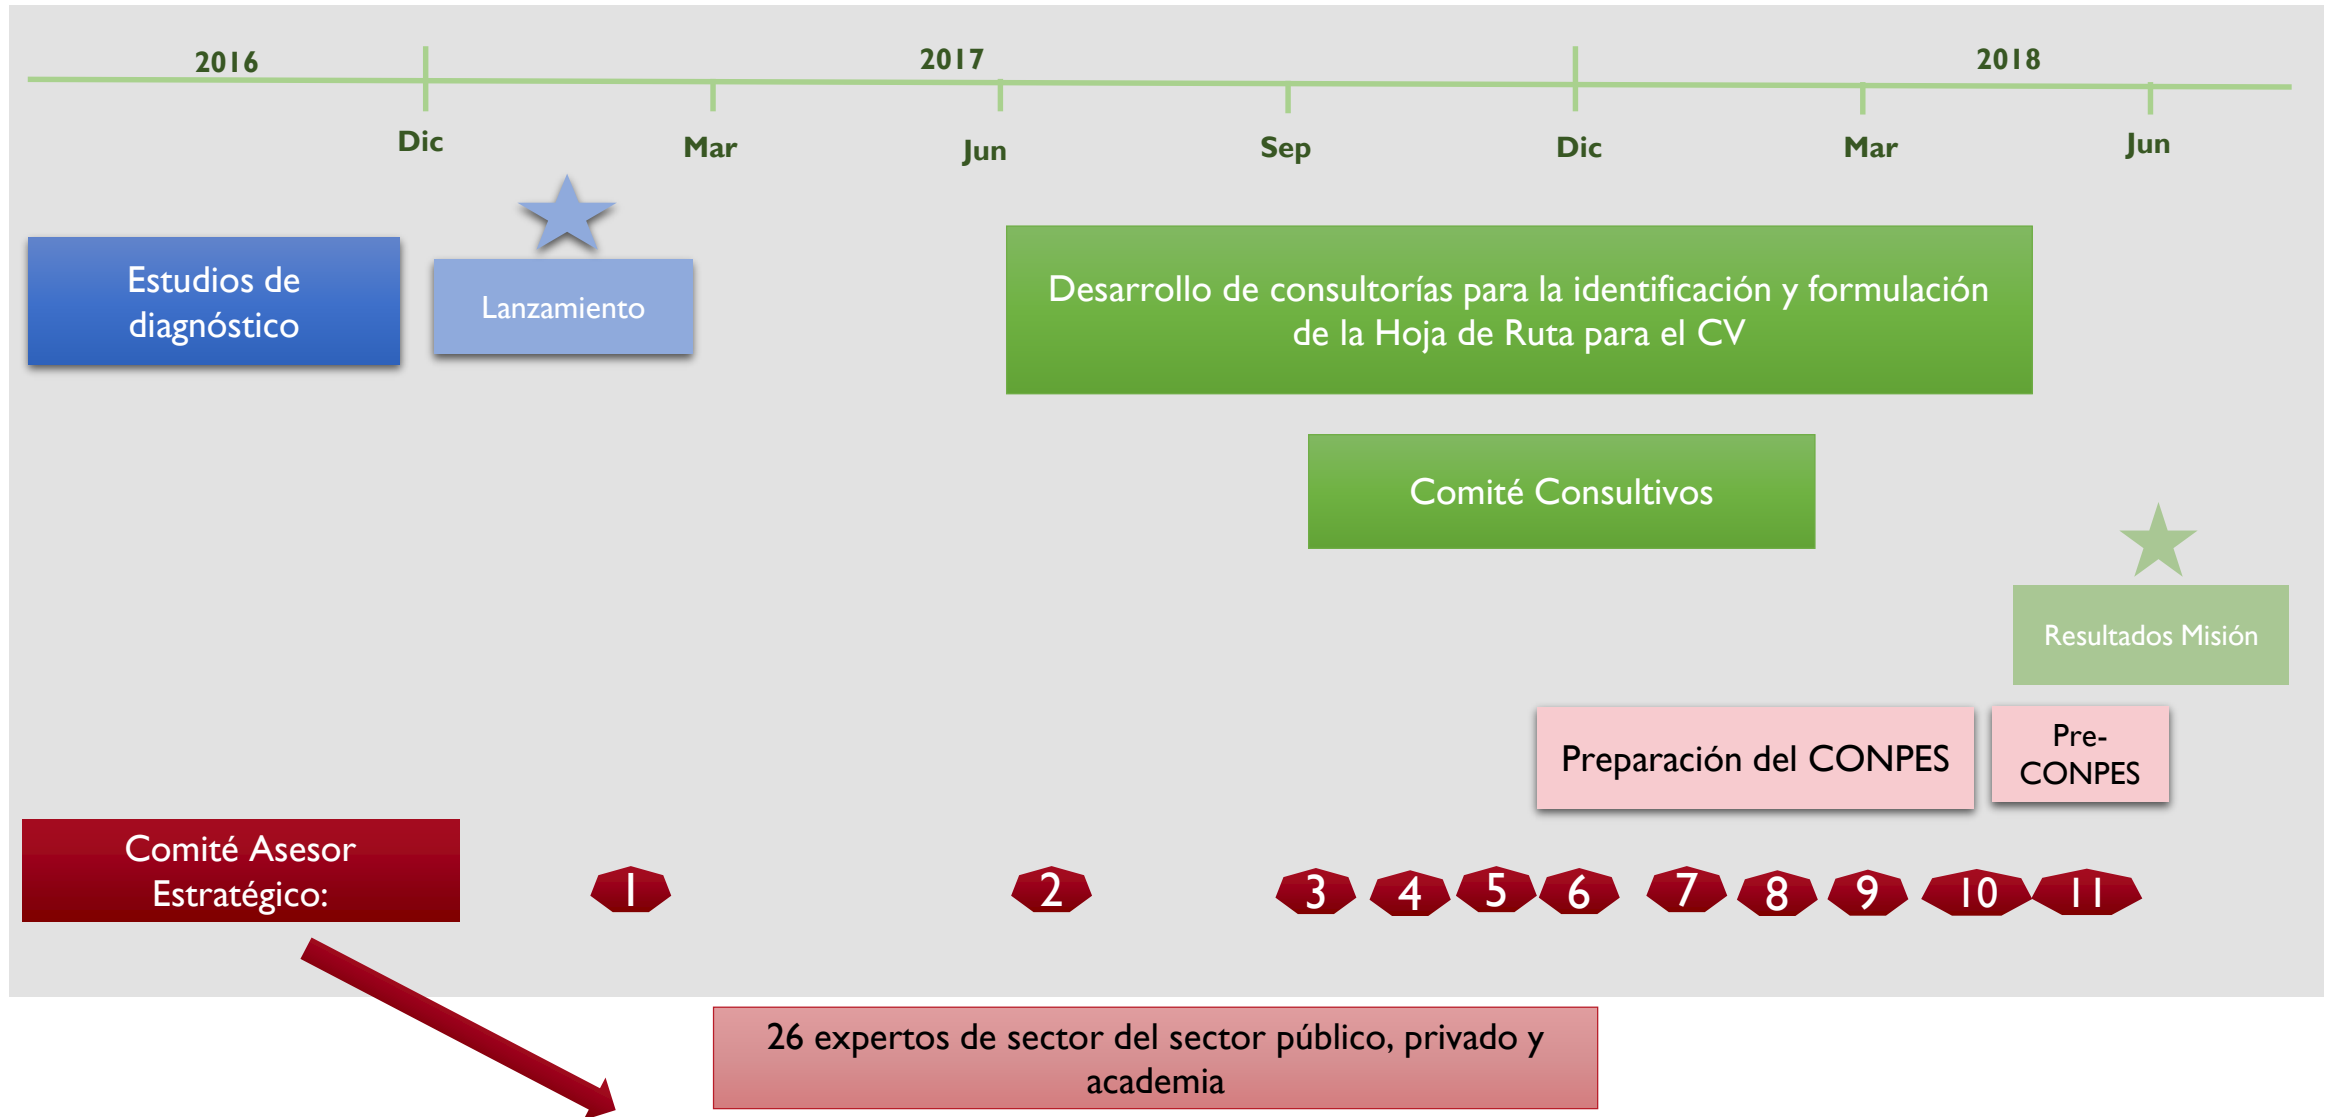 2016
2017
2018
Dic
Mar
Jun
Sep
Dic
Mar
Jun
Estudios de
diagnóstico
Lanzamiento
Desarrollo de consultorías para la identificación y formulación
de la Hoja de Ruta para el CV
Comité Consultivos
Resultados Misión
Preparación del CONPES
Pre-
CONPES
Comité Asesor
Estratégico:
1
2
3
4
5
6
7
8
9
10
11
26 expertos de sector del sector público, privado y
academia